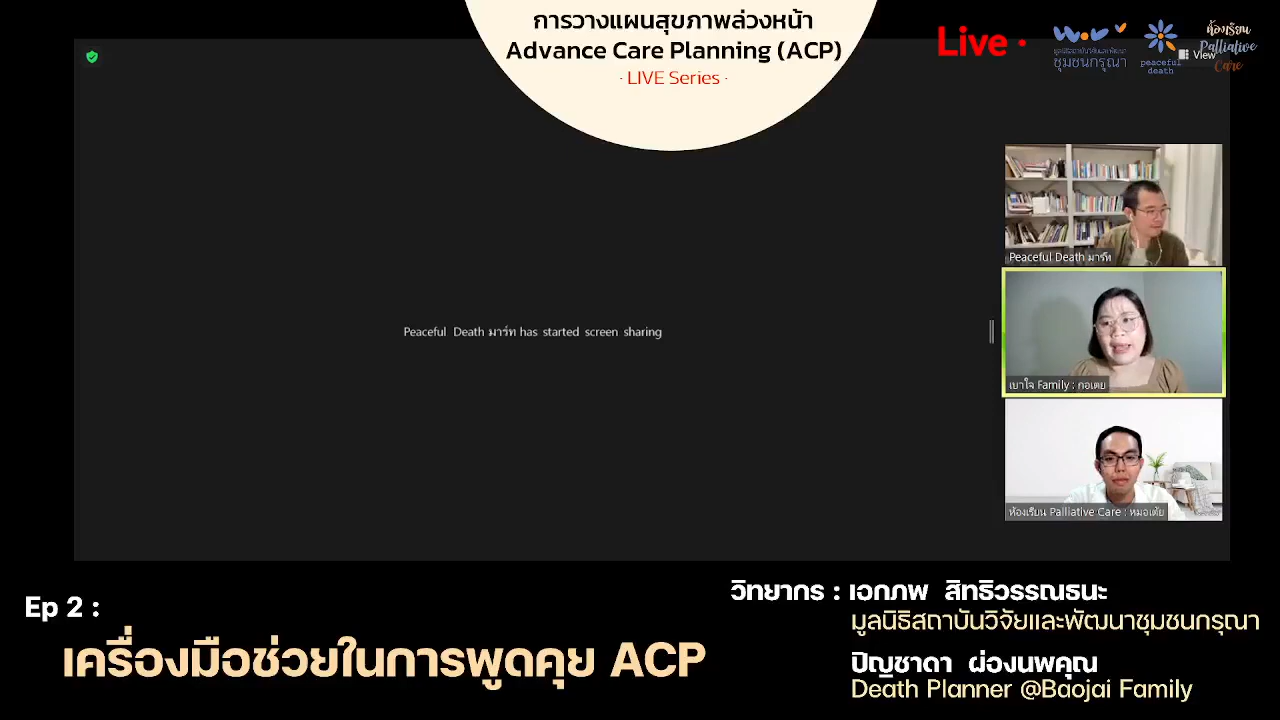 การวางแผนสุขภาพล่วงหน้า
Advance Care Planning (ACP)
· LIVE Series ·
Live ·
ชุมชนกรุณา
peaceful
death
ห้องเรียน
Palliative
Care
View
Peaceful Death มาร์ท
Peaceful Death มาร์ท has started screen sharing
เบาใจ Family : กอเตย
ห้องเรียน Palliative Care : หมอเต้ย
Ep 2 :
เครื่องมือช่วยในการพูดคุย ACP
วิทยากร : เอกภพ สิทธิวรรณธนะ
มูลนิธิสถาบันวิจัยและพัฒนาชุมชนกรุณา
ปิญชาดา ผ่องนพคุณ
Death Planner @Baojai Family